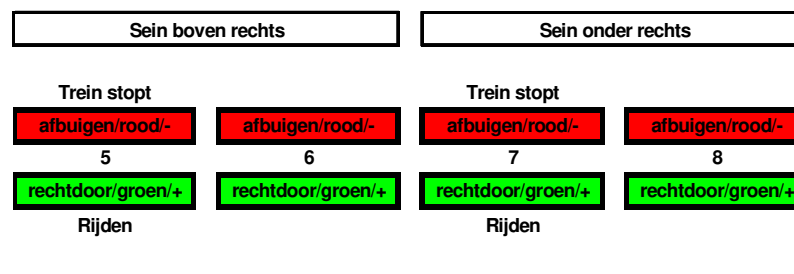 Sein boven rechts Sein onder rechts
Trein stopt Trein stopt
afbuigen/rood/- afbuigen/rood/- afbuigen/rood/- afbuigen/rood/-
5 6 7 8
rechtdoor/groen/+ rechtdoor/groen/+ rechtdoor/groen/+ rechtdoor/groen/+
Rijden Rijden